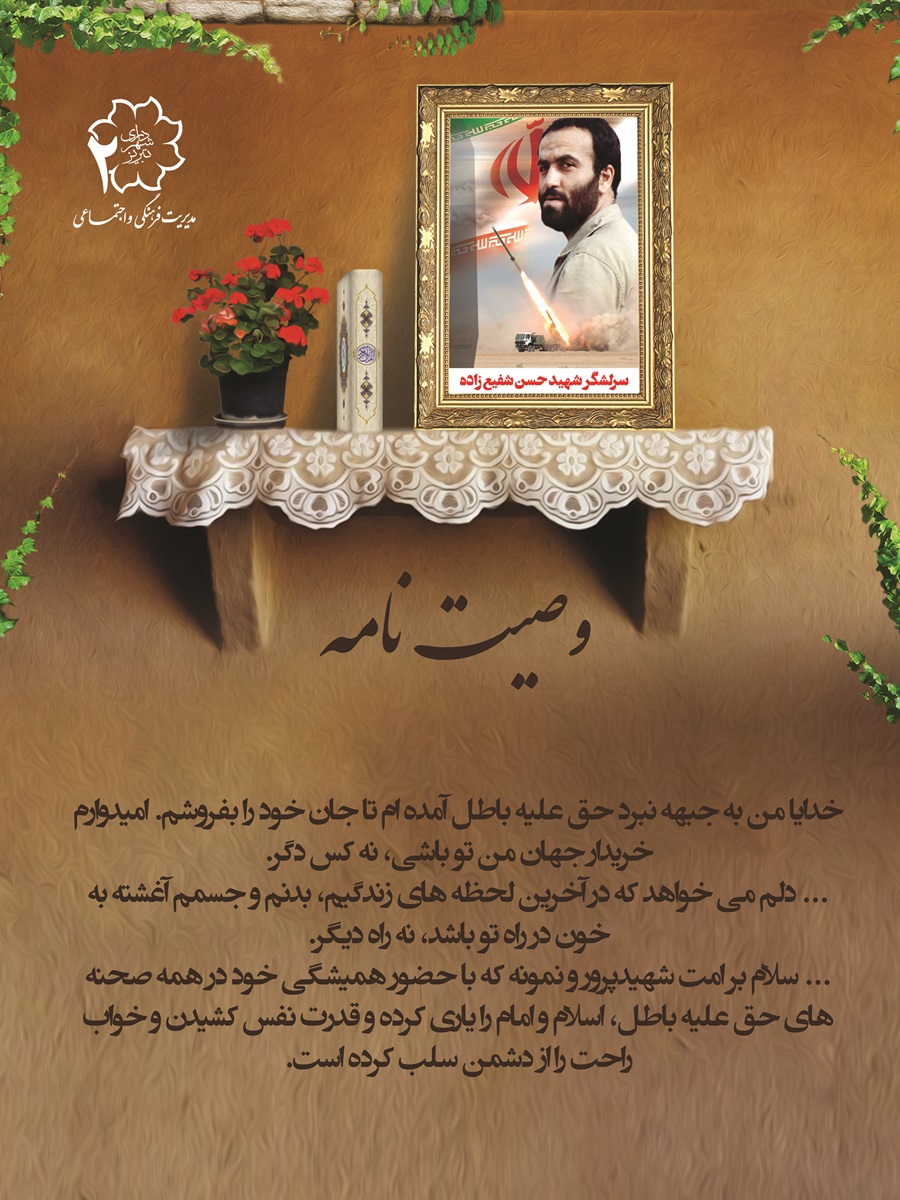 شهرداری
تبریز
۲
مدیریت فرهنگی و اجتماعی
سرلشگر شهید حسن شفیع زاده
وصیت نامه
خدایا من به جبهه نبرد حق علیه باطل آمده ام تا جان خود را بفروشم. امیدوارم
خریدار جهان من تو باشی، نه کس دگر.
... دلم می خواهد که در آخرین لحظه های زندگیم، بدنم و جسمم آغشته به
خون در راه تو باشد، نه راه دیگر.
... سلام بر امت شهیدپرور و نمونه که با حضور همیشگی خود در همه صحنه
های حق علیه باطل، اسلام و امام را یاری کرده و قدرت نفس کشیدن و خواب
راحت را از دشمن سلب کرده است.